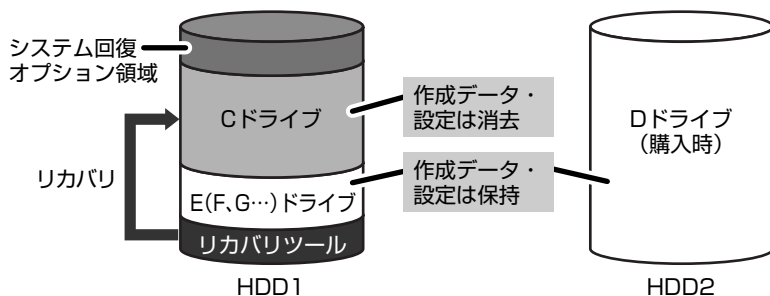 システム回復
オプション領域
Cドライブ
作成データ・
設定は消去
Dドライブ
（購入時）
リカバリ
作成データ・
設定は保持
E(F、G…)ドライブ
リカバリツール
HDD1
HDD2